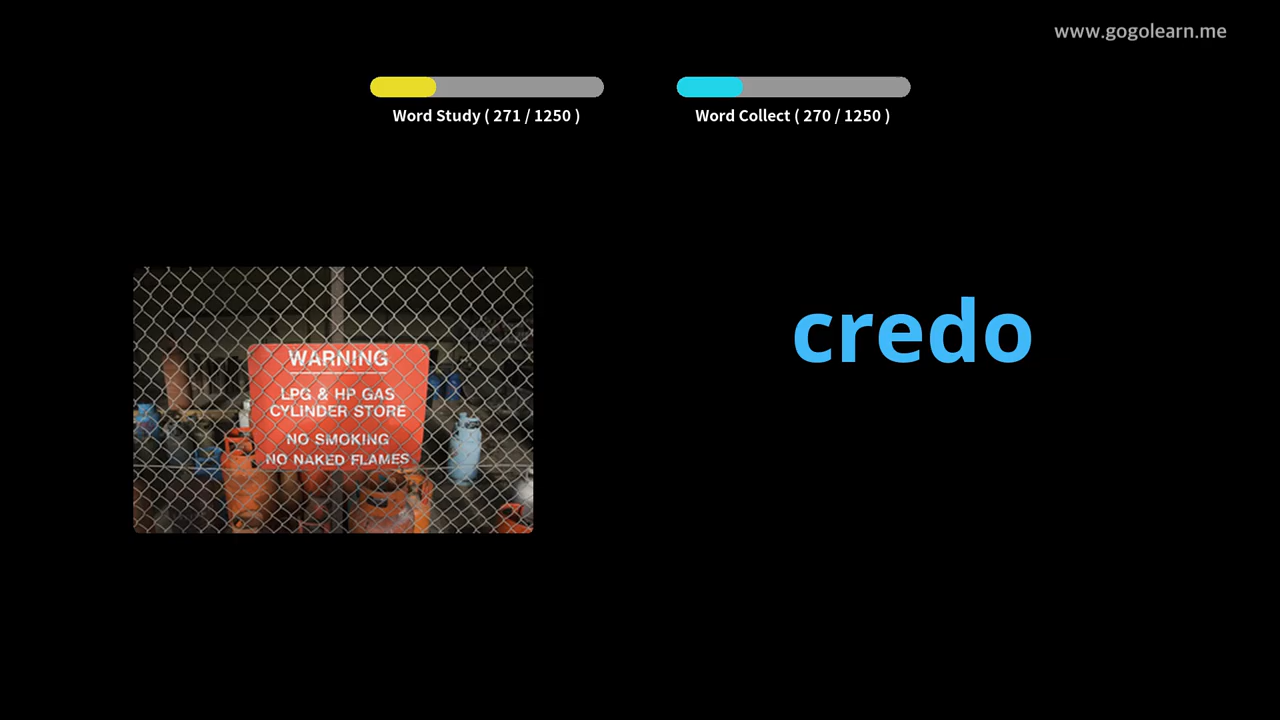 www.gogolearn.me
Word Study ( 271 / 1250 )
Word Collect ( 270 / 1250 )
credo
WARNING
LPG & HP GAS
CYLINDER STORE
NO SMOKING
NO NAKED FLAMES